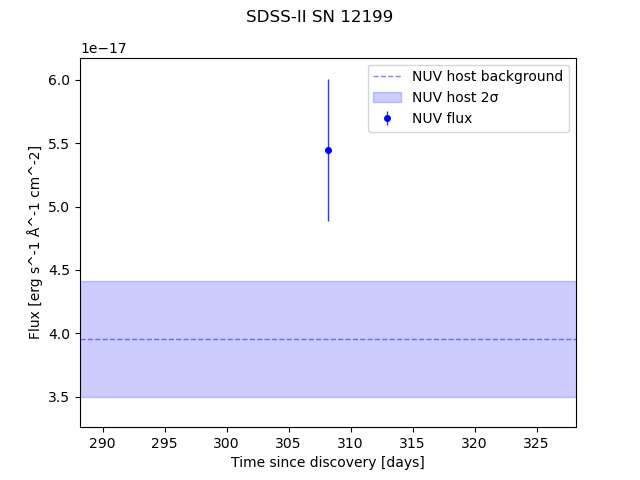 SDSS-II SN 12199
1e−17
NUV host background
NUV host 2σ
NUV flux
6.0
5.5
5.0
4.5
4.0
3.5
Flux [erg s^-1 Å^-1 cm^-2]
290 295 300 305 310 315 320 325
Time since discovery [days]